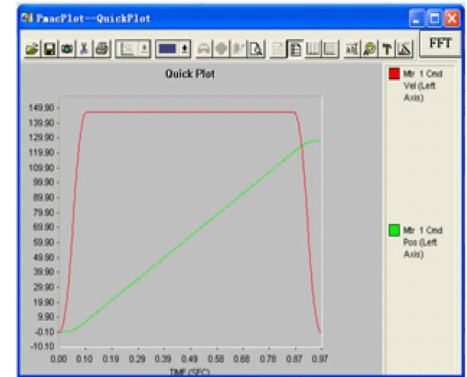 PmacPlot--QuickPlot
FFT
Quick Plot
Mtr 1 Cmd
Vel (Left
Axis)
149.90
139.90
129.90
119.90
109.90
99.90
89.90
79.90
69.90
59.90
49.90
39.90
29.90
19.90
9.90
-0.10
-10.10
Mtr 1 Cmd
Pos (Left
Axis)
0.00 0.10 0.19 0.29 0.39 0.49 0.58 0.68 0.78 0.87 0.97
TIME (SEC)